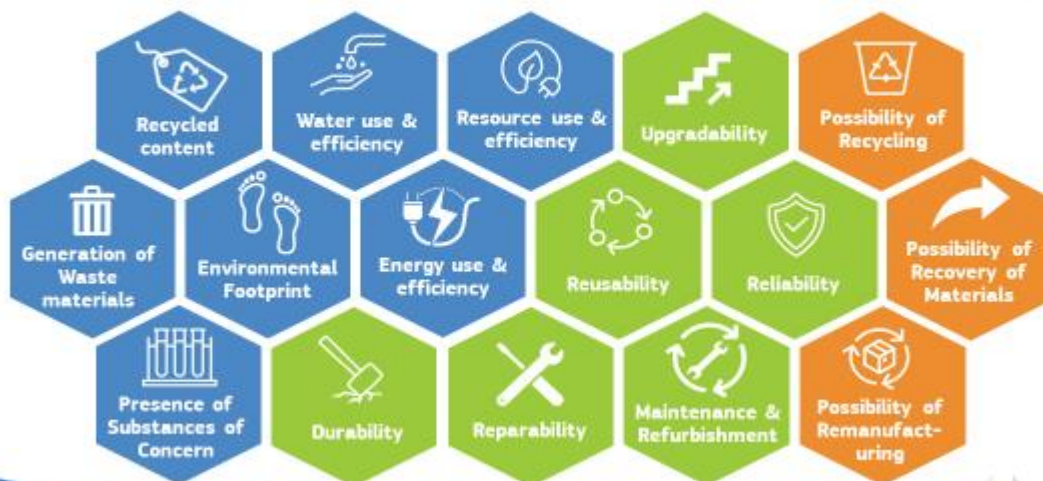 Recycled
content
Water use &
efficiency
Resource use &
efficiency
Upgradability
Possibility of
Recycling
Generation of
Waste
materials
Environmental
Footprint
Energy use &
efficiency
Reusability
Reliability
Possibility of
Recovery of
Materials
Presence of
Substances of
Concern
Durability
Reparability
Maintenance &
Refurbishment
Possibility of
Remanufact-
uring